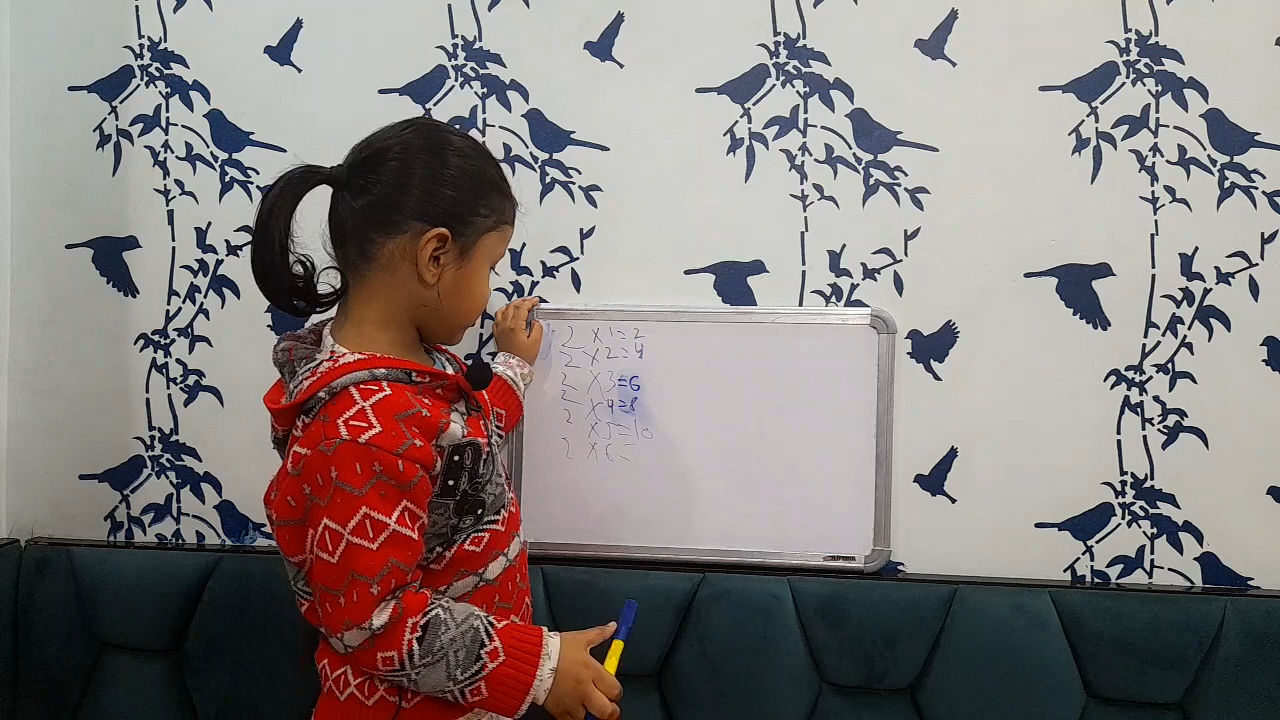 2 x 1 = 2
2 x 2 = 4
2 x 3 = 6
2 x 4 = 8
2 x 5 = 10
2 x 6 =